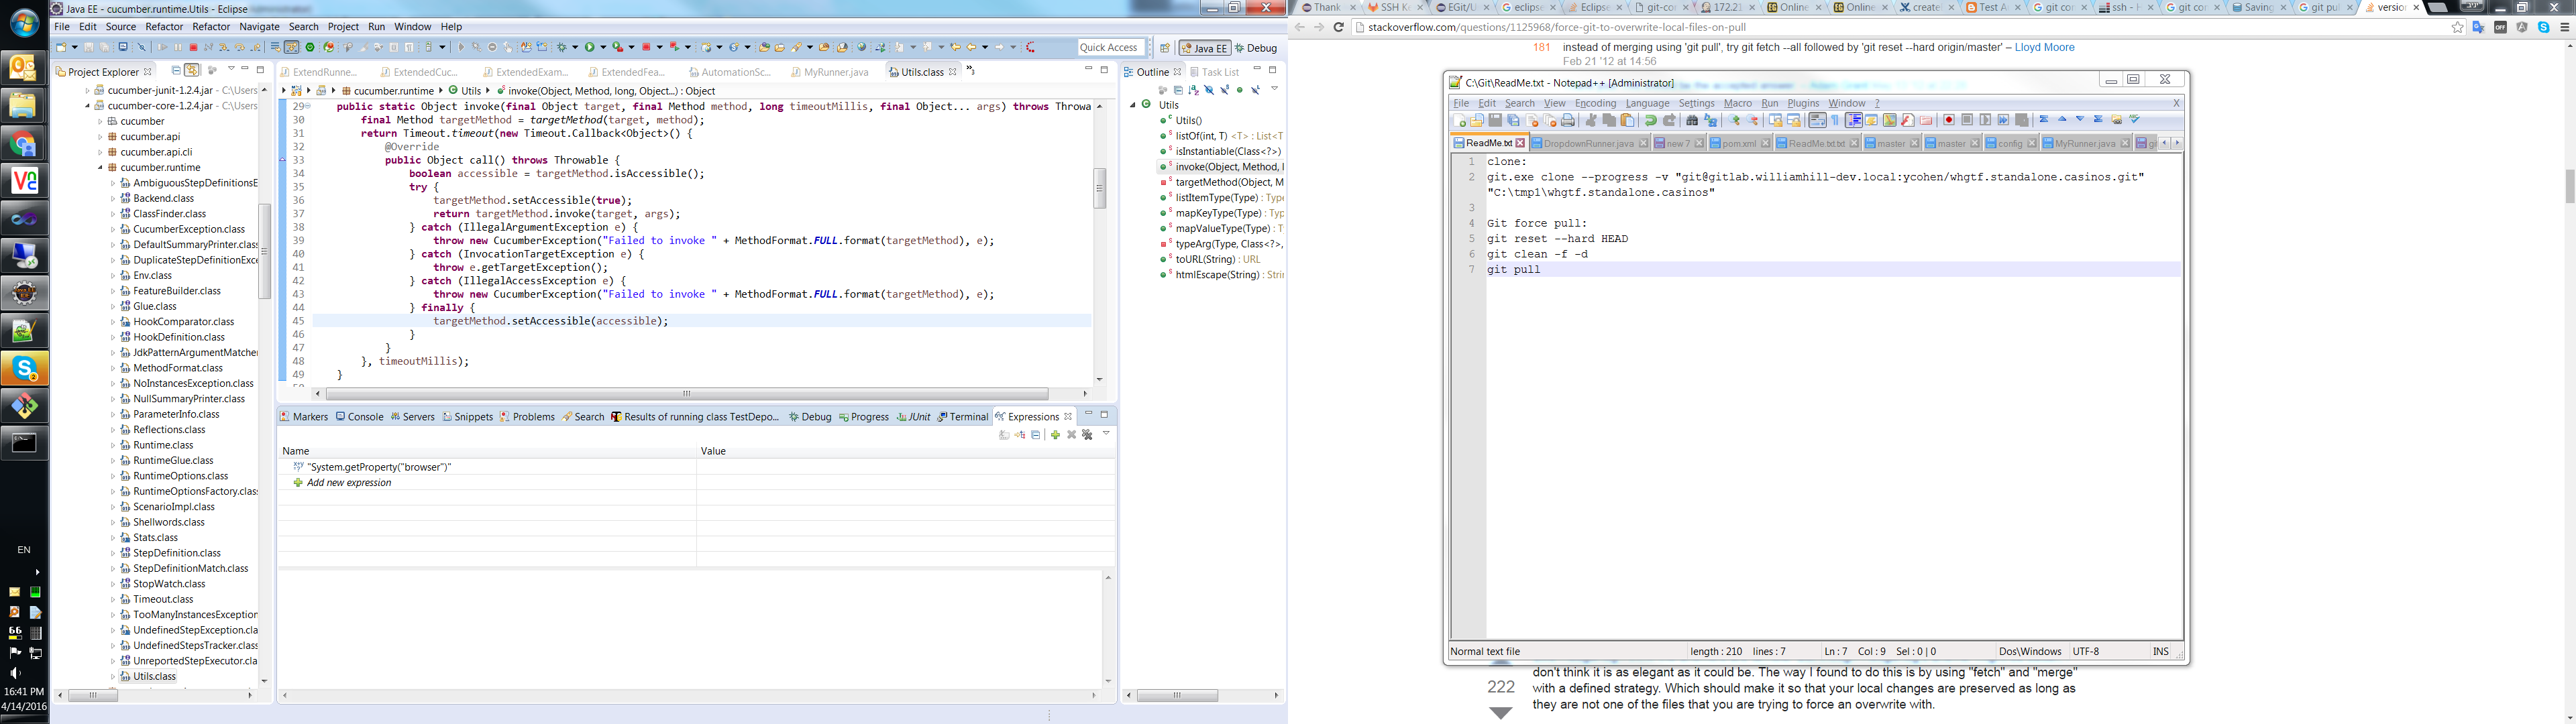 Java EE - cucumber.runtime.Utils - Eclipse
File Edit Source Refactor Refactor Navigate Search Project Run Window Help
Quick Access
Java EE
Debug
Project Explorer
cucumber-junit-1.2.4.jar - C:\Users
cucumber-core-1.2.4.jar - C:\Users
cucumber
cucumber.api
cucumber.api.cli
cucumber.runtime
AmbiguousStepDefinitionsE
Backend.class
ClassFinder.class
CucumberException.class
DefaultSummaryPrinter.class
DuplicateStepDefinitionExce
Env.class
FeatureBuilder.class
Glue.class
HookComparator.class
HookDefinition.class
JdkPatternArgumentMatcher
MethodFormat.class
NoInstancesException.class
NullSummaryPrinter.class
ParameterInfo.class
Reflections.class
Runtime.class
RuntimeGlue.class
RuntimeOptions.class
RuntimeOptionsFactory.class
ScenarioImpl.class
Shellwords.class
Stats.class
StepDefinition.class
StepDefinitionMatch.class
StopWatch.class
Timeout.class
TooManyInstancesException
UndefinedStepException.cla
UndefinedStepsTracker.class
UnreportedStepExecutor.cla
Utils.class
EN
16:41 PM
4/14/2016
ExtendRunne...
ExtendedCuc...
ExtendedExam...
ExtendedFea...
AutomationSc...
MyRunner.java
Utils.class
cucumber.runtime Utils invoke(Object, Method, long, Object...) : Object
29 public static Object invoke(final Object target, final Method method, long timeoutMillis, final Object... args) throws Throwa
30 final Method targetMethod = targetMethod(target, method);
31 return Timeout.timeout(new Timeout.Callback<Object>() {
32 @Override
33 public Object call() throws Throwable {
34 boolean accessible = targetMethod.isAccessible();
35 try {
36 targetMethod.setAccessible(true);
37 return targetMethod.invoke(target, args);
38 } catch (IllegalArgumentException e) {
39 throw new CucumberException("Failed to invoke " + MethodFormat.FULL.format(targetMethod), e);
40 } catch (InvocationTargetException e) {
41 throw e.getTargetException();
42 } catch (IllegalAccessException e) {
43 throw new CucumberException("Failed to invoke " + MethodFormat.FULL.format(targetMethod), e);
44 } finally {
45 targetMethod.setAccessible(accessible);
46 }
47 }
48 }, timeoutMillis);
49 }
Markers Console Servers Snippets Problems Search Results of running class TestDepo... Debug Progress JUnit Terminal Expressions
Name Value
"System.getProperty("browser")"
Add new expression
Outline Task List
Utils
Utils()
listOf(int, T) <T> : List<T
isInstantiable(Class<?>)
invoke(Object, Method, l
targetMethod(Object, M
listItemType(Type) : Type
mapKeyType(Type) : Typ
mapValueType(Type) : T
typeArg(Type, Class<?>,
toURL(String) : URL
htmlEscape(String) : Strin
Thank
SSH Ke
EGit/U
eclipse
Eclipse
git-cor
172.21
Online
Online
createl
Test A
git cor
ssh - H
git cor
Saving
git pul
version
stackoverflow.com/questions/1125968/force-git-to-overwrite-local-files-on-pull
181 instead of merging using 'git pull', try git fetch --all followed by 'git reset --hard origin/master' – Lloyd Moore
Feb 21 '12 at 14:56
C:\Git\ReadMe.txt - Notepad++ [Administrator]
File Edit Search View Encoding Language Settings Macro Run Plugins Window ? X
ReadMe.txt DropdownRunner.java new 7 pom.xml ReadMe.txt.txt master master config MyRunner.java
1 clone:
2 git.exe clone --progress -v "git@gitlab.williamhill-dev.local:ycohen/whgtf.standalone.casinos.git"
"C:\tmp1\whgtf.standalone.casinos"
3
4 Git force pull:
5 git reset --hard HEAD
6 git clean -f -d
7 git pull
Normal text file length : 210 lines : 7 Ln : 7 Col : 9 Sel : 0 | 0 Dos\Windows UTF-8 INS
don't think it is as elegant as it could be. The way I found to do this is by using "fetch" and "merge"
222 with a defined strategy. Which should make it so that your local changes are preserved as long as
they are not one of the files that you are trying to force an overwrite with.